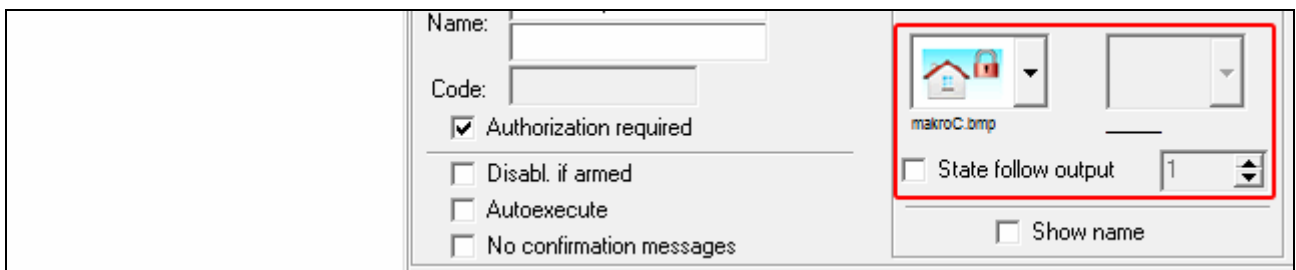 Name:
Code:
Authorization required
Disabl. if armed
Autoexecute
No confirmation messages
makroC.bmp
State follow output 1
Show name